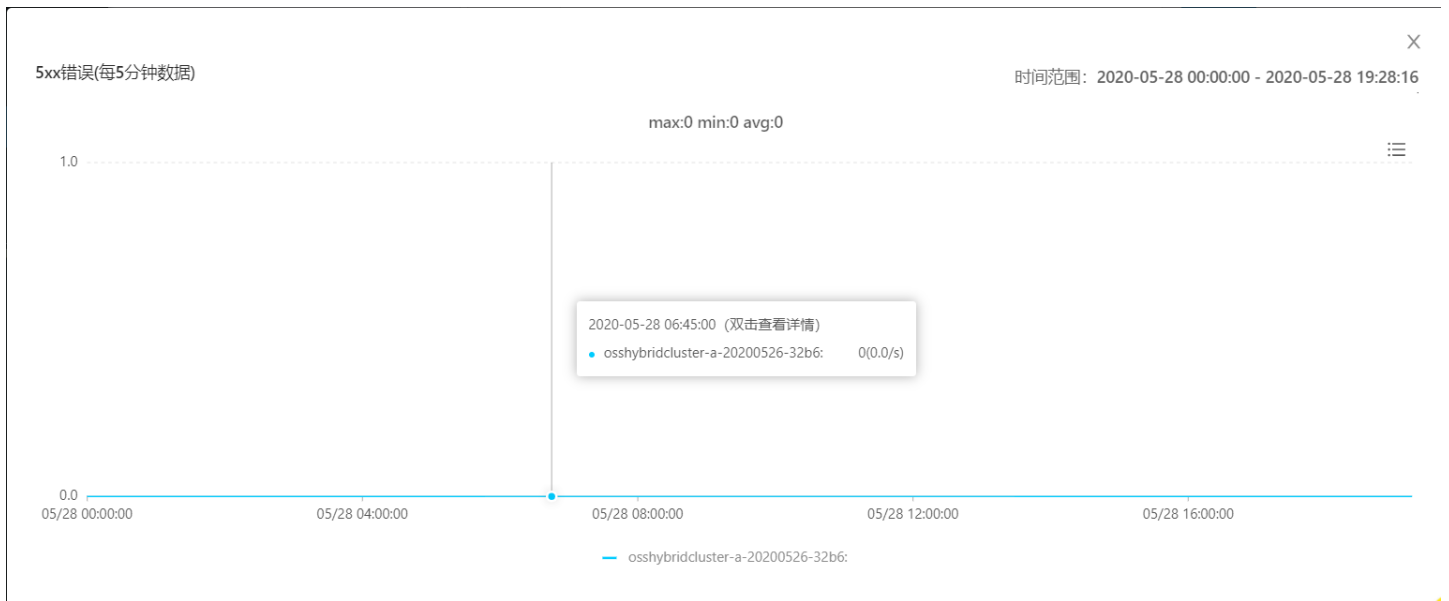 5xx错误(每5分钟数据)
时间范围：2020-05-28 00:00:00 - 2020-05-28 19:28:16
max:0 min:0 avg:0
1.0
2020-05-28 06:45:00（双击查看详情）
osshybridcluster-a-20200526-32b6: 0(0.0/s)
0.0
05/28 00:00:00 05/28 04:00:00 05/28 08:00:00 05/28 12:00:00 05/28 16:00:00
osshybridcluster-a-20200526-32b6: